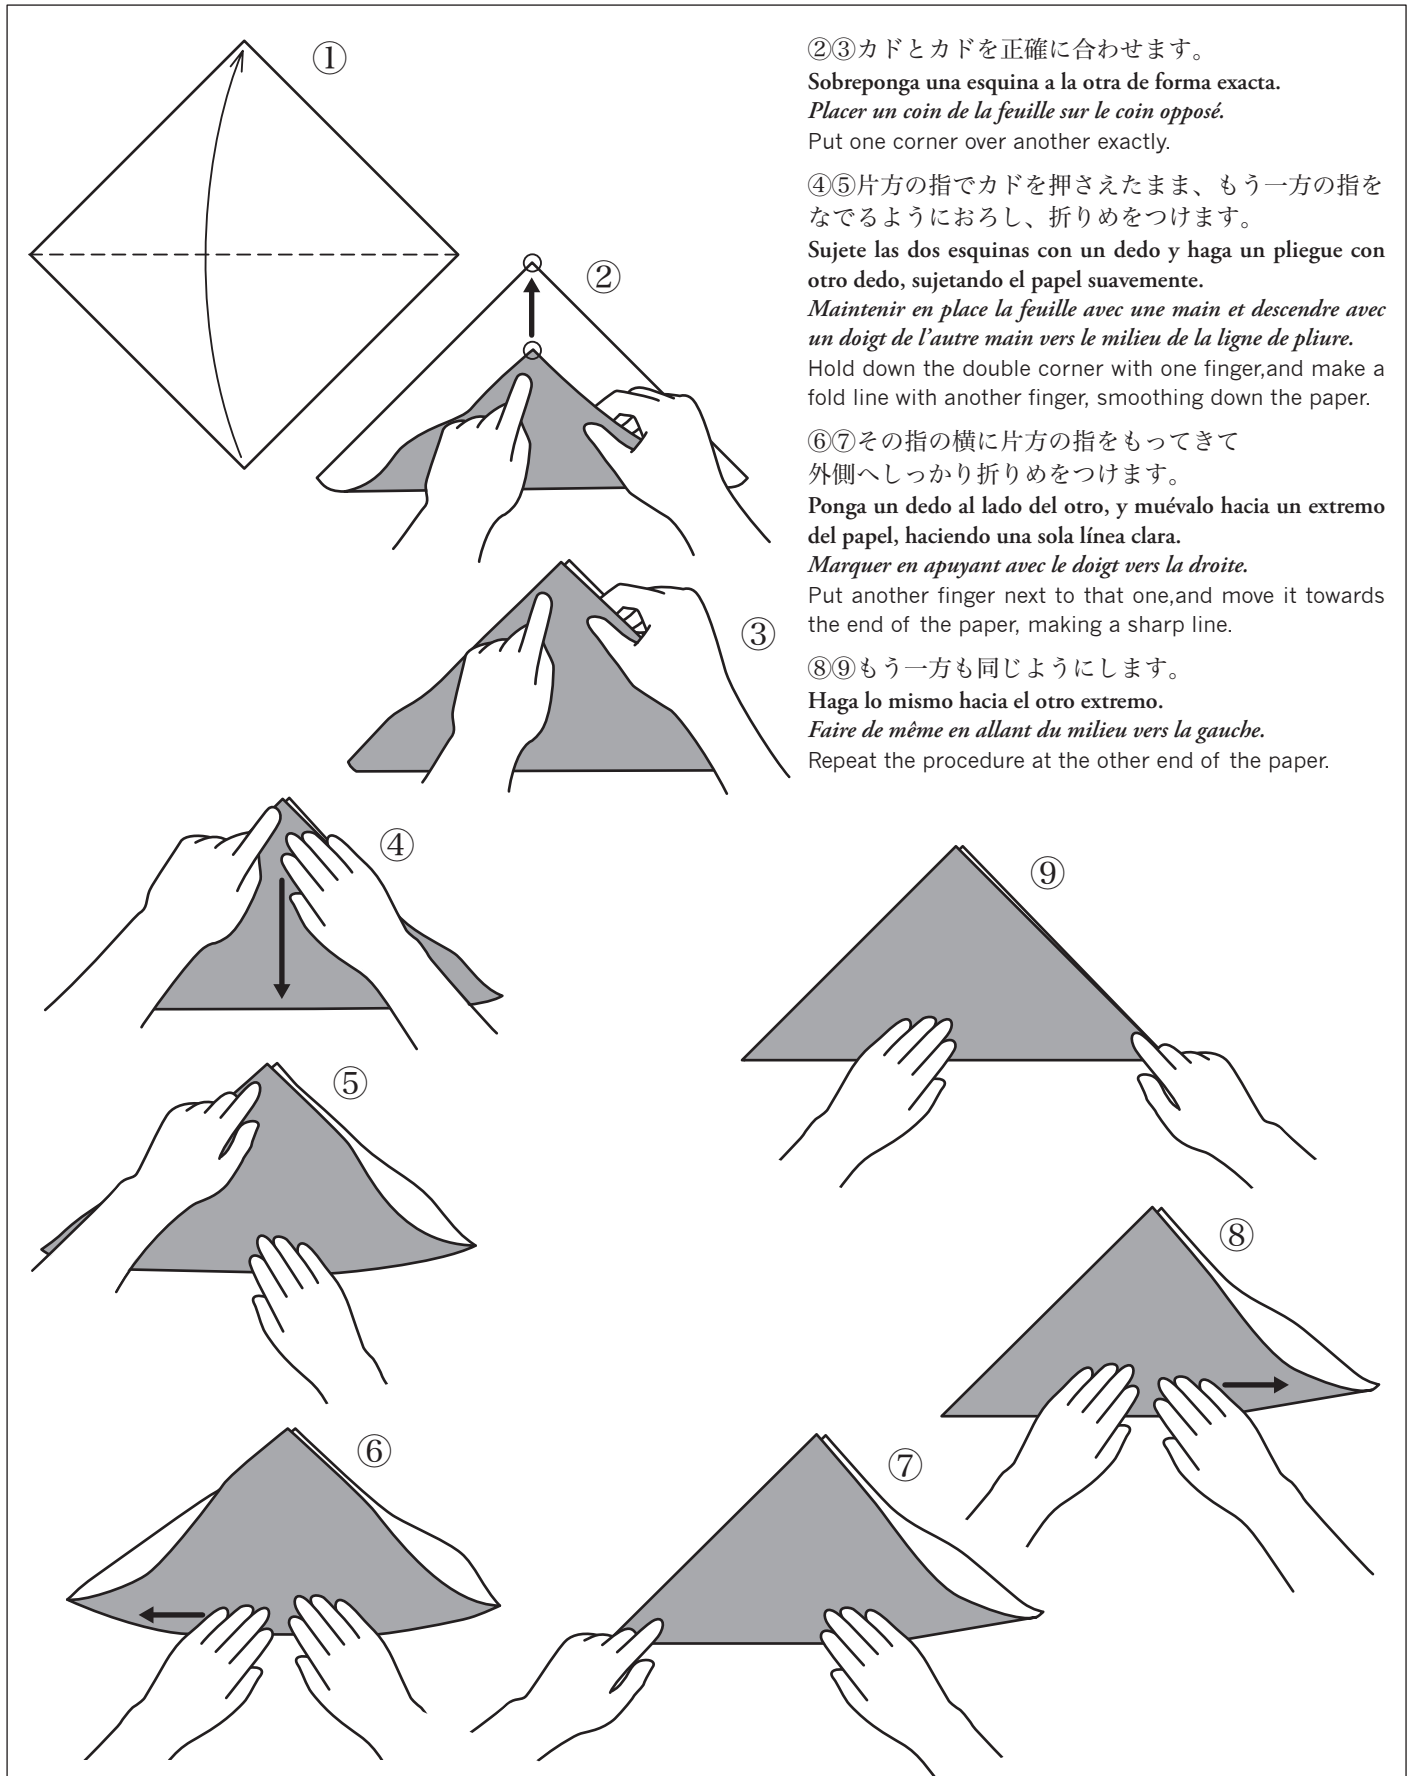 ①
②
③
④
⑤
⑥
⑦
⑧
⑨
②③カドとカドを正確に合わせます。
Sobreponga una esquina a la otra de forma exacta.
Placer un coin de la feuille sur le coin opposé.
Put one corner over another exactly.
④⑤片方の指でカドを押さえたまま、もう一方の指を
なでるようにおろし、折りめをつけます。
Sujete las dos esquinas con un dedo y haga un pliegue con
otro dedo, sujetando el papel suavemente.
Maintenir en place la feuille avec une main et descendre avec
un doigt de l’autre main vers le milieu de la ligne de pliure.
Hold down the double corner with one finger,and make a
fold line with another finger, smoothing down the paper.
⑥⑦その指の横に片方の指をもってきて
外側へしっかり折りめをつけます。
Ponga un dedo al lado del otro, y muévalo hacia un extremo
del papel, haciendo una sola línea clara.
Marquer en apuyant avec le doigt vers la droite.
Put another finger next to that one,and move it towards
the end of the paper, making a sharp line.
⑧⑨もう一方も同じようにします。
Haga lo mismo hacia el otro extremo.
Faire de même en allant du milieu vers la gauche.
Repeat the procedure at the other end of the paper.